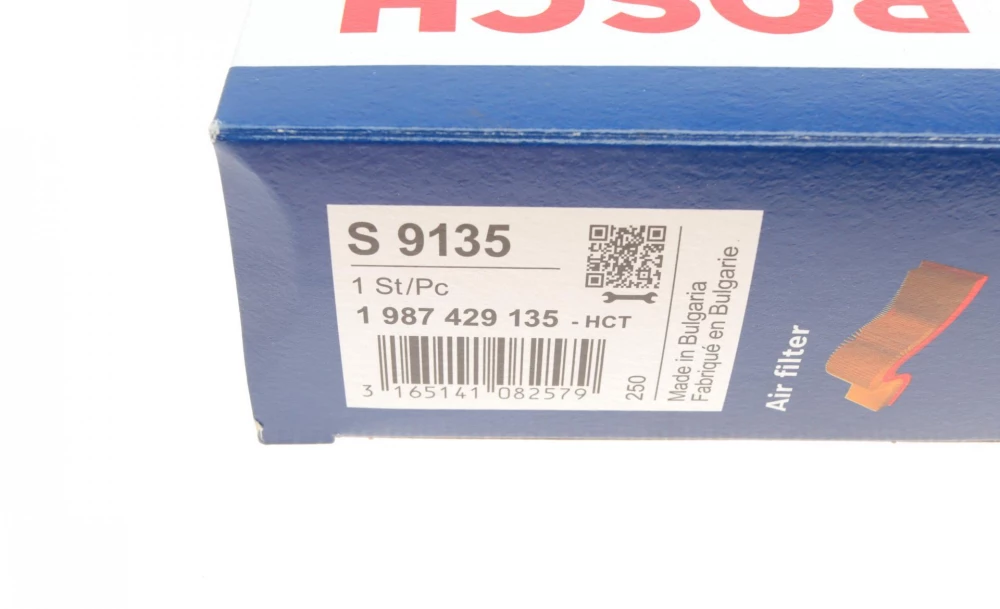 BOSCH
S 9135
1 St/Pc
1 987 429 135 - HCT
3 165141 082579
250
Made in Bulgaria
Fabriqué en Bulgarie
Air filter